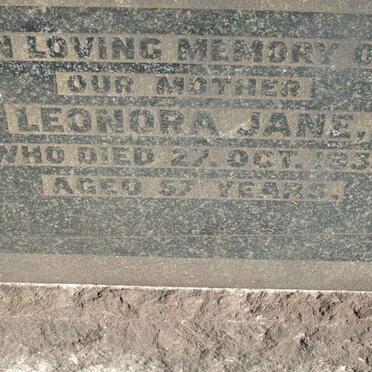 N LOVING MEMORY O
OUR MOTHER
LEONORA JANE,
WHO DIED 27. OCT. 193
AGED 57 YEARS.